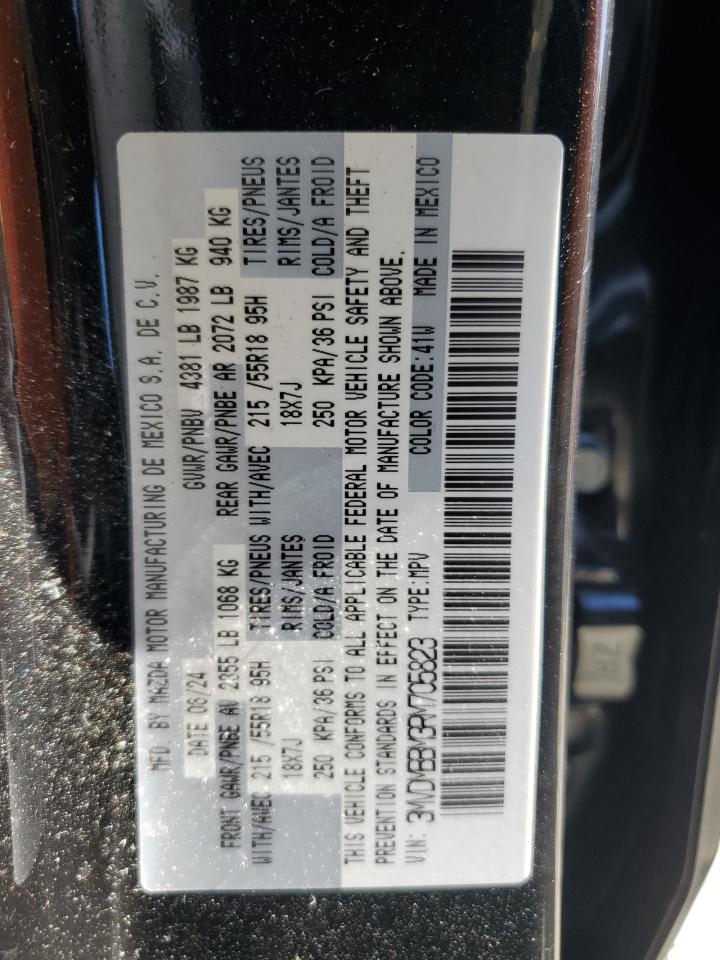 MFD BY MAZDA MOTOR MANUFACTURING DE MEXICO S.A. DE C.V.
DATE 06/24 GVWR/PNBV 4381 LB 1987 KG
FRONT GAWR/PNBE AV 2355 LB 1068 KG REAR GAWR/PNBE AR 2072 LB 940 KG
WITH/AVEC 215 /55R18 95H TIRES/PNEUS WITH/AVEC 215 /55R18 95H TIRES/PNEUS
18X7J RIMS/JANTES 18X7J RIMS/JANTES
250 KPA/36 PSI COLD/A FROID 250 KPA/36 PSI COLD/A FROID
THIS VEHICLE CONFORMS TO ALL APPLICABLE FEDERAL MOTOR VEHICLE SAFETY AND THEFT
PREVENTION STANDARDS IN EFFECT ON THE DATE OF MANUFACTURE SHOWN ABOVE.
VIN: 3MVDMBBM3RM705823 TYPE:MPV COLOR CODE:41W MADE IN MEXICO